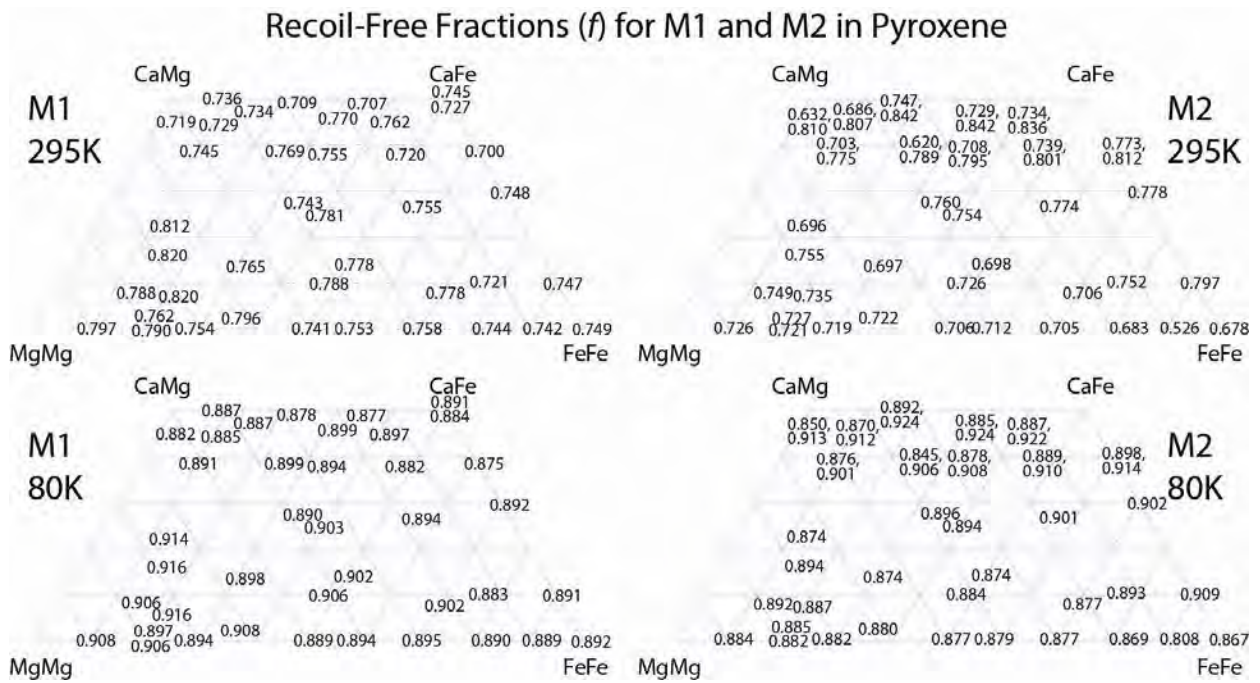 Recoil-Free Fractions (f) for M1 and M2 in Pyroxene
CaMg CaFe
M1
295K
0.745
0.736 0.709 0.707 0.727
0.734 0.770 0.762
0.719 0.729
0.745 0.769 0.755 0.720 0.700
0.748
0.743 0.755
0.781
0.812
0.820
0.765 0.778
0.788 0.721 0.747
0.788 0.820 0.778
0.762 0.796
0.797 0.790 0.754 0.741 0.753 0.758 0.744 0.742 0.749
MgMg FeFe
CaMg CaFe
M2
295K
0.632, 0.686, 0.747, 0.729, 0.734,
0.810 0.807 0.842 0.842 0.836
0.703, 0.620, 0.708, 0.739, 0.773,
0.775 0.789 0.795 0.801 0.812
0.778
0.760 0.774
0.754
0.696
0.755
0.697 0.698
0.726 0.752 0.797
0.749 0.735 0.706
0.727 0.722
0.726 0.721 0.719 0.706 0.712 0.705 0.683 0.526 0.678
MgMg FeFe
CaMg CaFe
M1
80K
0.891
0.887 0.878 0.877 0.884
0.887 0.899 0.897
0.882 0.885
0.891 0.899 0.894 0.882 0.875
0.892
0.890 0.894
0.903
0.914
0.916
0.898 0.902
0.906 0.883 0.891
0.906 0.916 0.902
0.897 0.908
0.908 0.906 0.894 0.889 0.894 0.895 0.890 0.889 0.892
MgMg FeFe
CaMg CaFe
M2
80K
0.850, 0.870, 0.892, 0.885, 0.887,
0.913 0.912 0.924 0.924 0.922
0.876, 0.845, 0.878, 0.889, 0.898,
0.901 0.906 0.908 0.910 0.914
0.902
0.896 0.901
0.894
0.874
0.894
0.874 0.874
0.884 0.893 0.909
0.892 0.887 0.877
0.885 0.880
0.884 0.882 0.882 0.877 0.879 0.877 0.869 0.808 0.867
MgMg FeFe